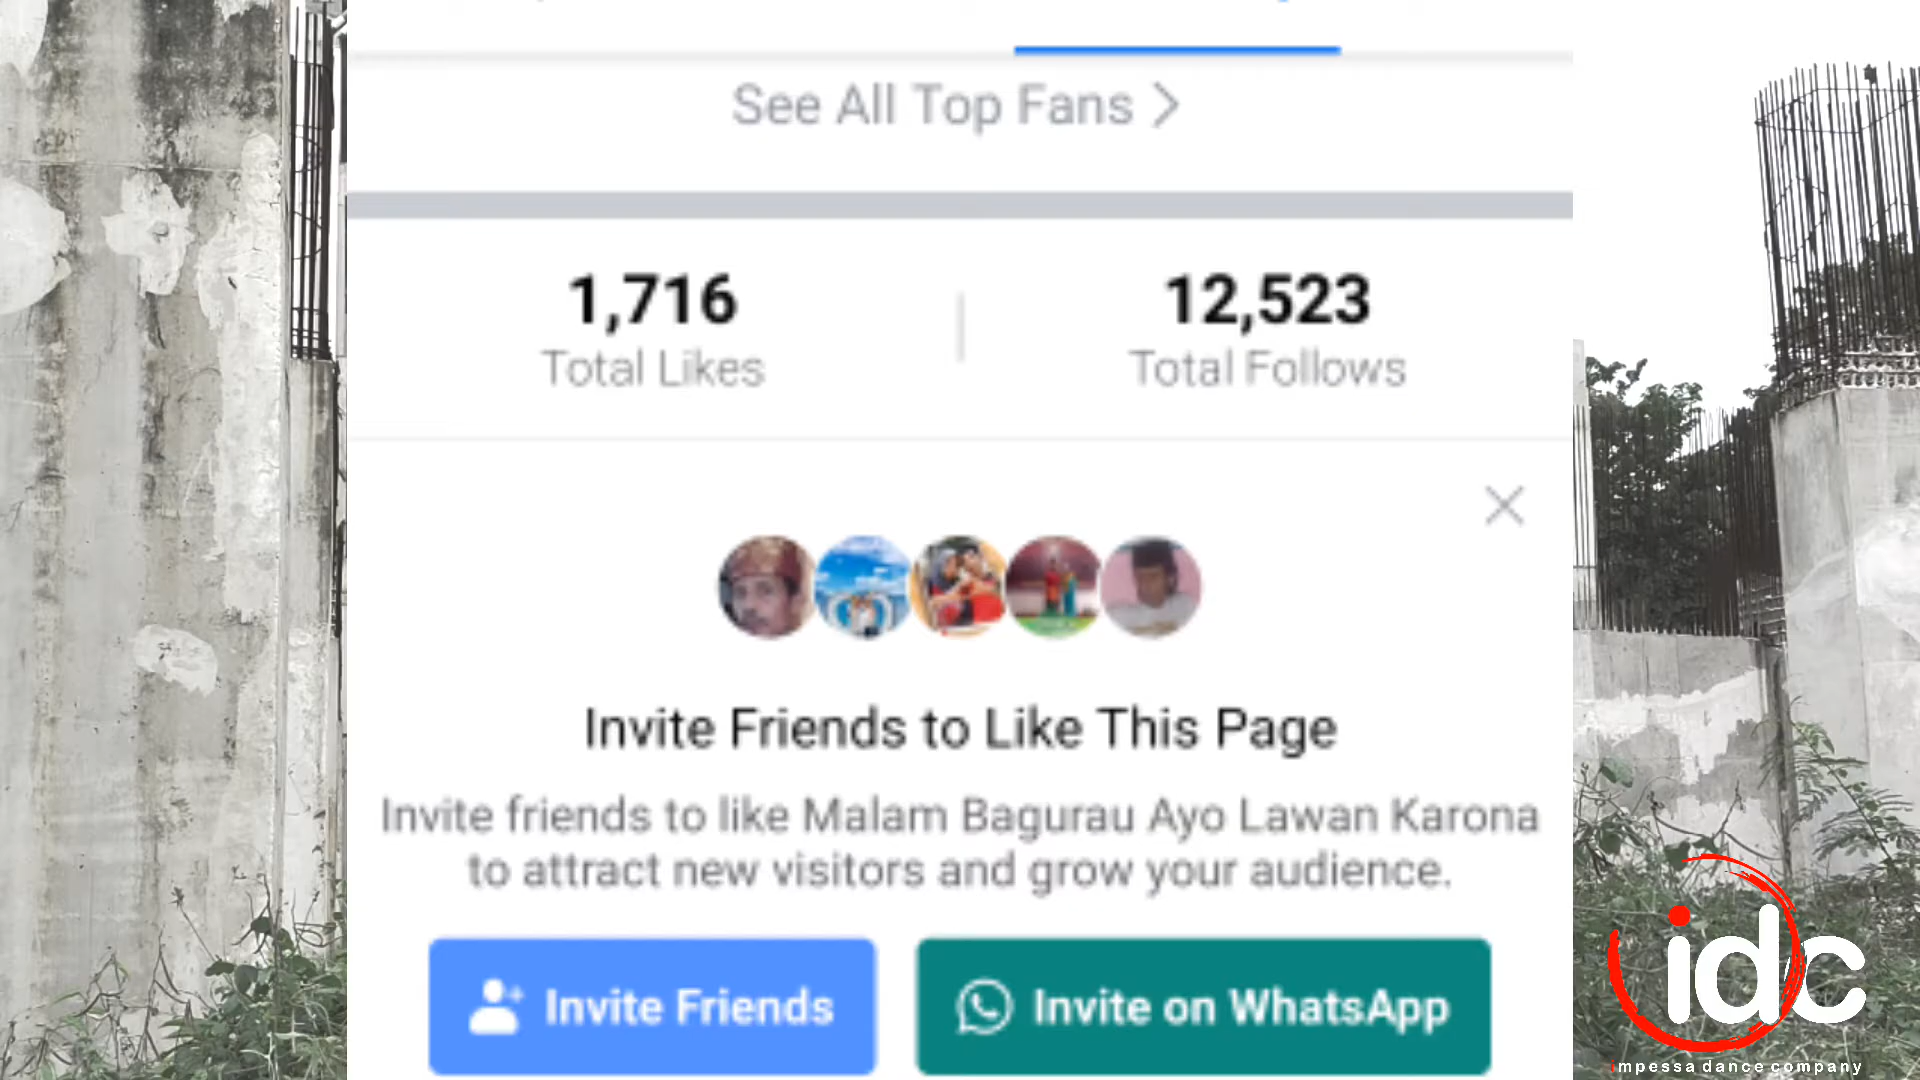 See All Top Fans
1,716
Total Likes
12,523
Total Follows
Invite Friends to Like This Page
Invite friends to like Malam Bagurau Ayo Lawan Karona
to attract new visitors and grow your audience.
Invite Friends
Invite on WhatsApp
idc
impessa dance company